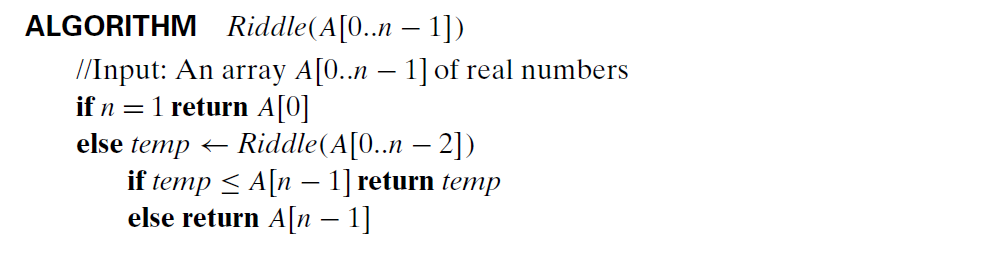 ALGORITHM Riddle(A[0..n − 1])
//Input: An array A[0..n − 1] of real numbers
if n = 1 return A[0]
else temp ← Riddle(A[0..n − 2])
if temp ≤ A[n − 1] return temp
else return A[n − 1]